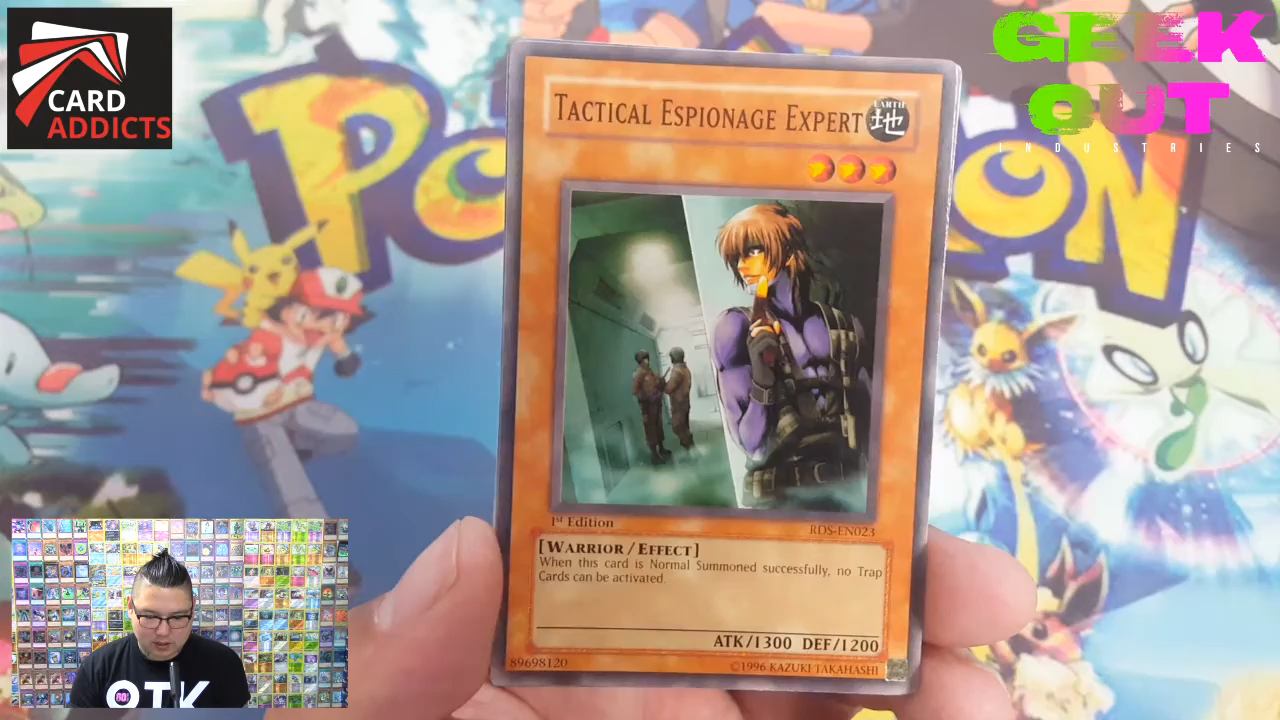 CARD
ADDICTS
GEEK
OUT
INDUSTRIES
TACTICAL ESPIONAGE EXPERT
EARTH
地
1st Edition
RDS-EN023
[WARRIOR/EFFECT]
When this card is Normal Summoned successfully, no Trap
Cards can be activated.
ATK/1300 DEF/1200
89698120
©1996 KAZUKI TAKAHASHI
OTK